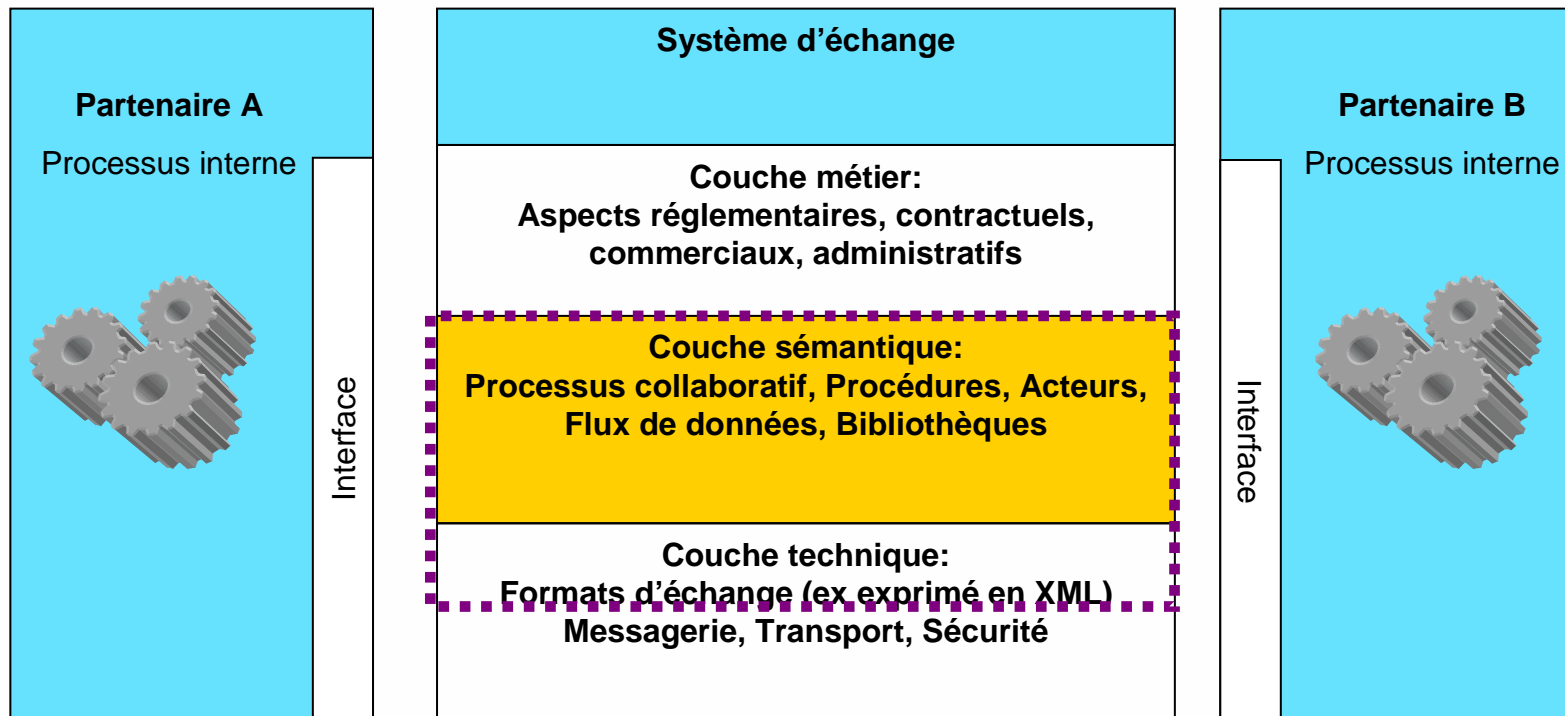 Partenaire A
Processus interne
Interface
Système d’échange
Couche métier:
Aspects réglementaires, contractuels,
commerciaux, administratifs
Couche sémantique:
Processus collaboratif, Procédures, Acteurs,
Flux de données, Bibliothèques
Couche technique:
Formats d’échange (ex exprimé en XML)
Messagerie, Transport, Sécurité
Partenaire B
Processus interne
Interface